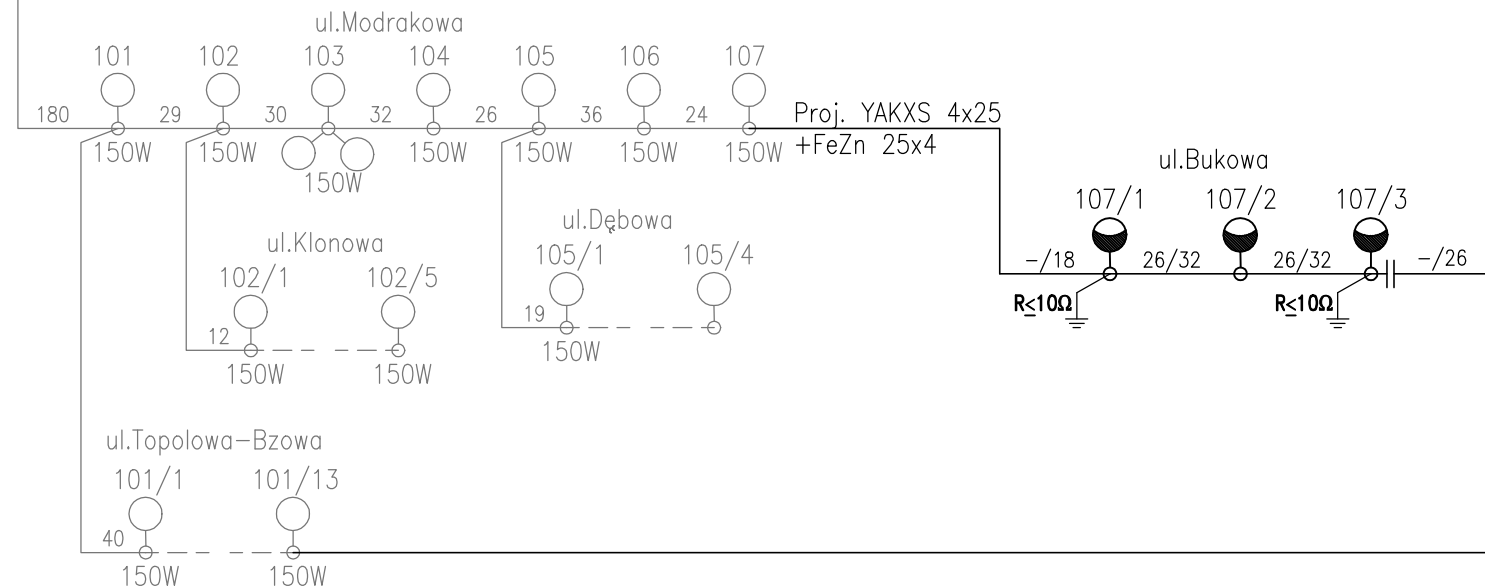 ul.Modrakowa
101 102 103 104 105 106 107
180 29 30 32 26 36 24 Proj. YAKXS 4x25
150W 150W 150W 150W 150W 150W +FeZn 25x4
150W
ul.Bukowa
107/1 107/2 107/3
-/18 26/32 26/32 -/26
R≤10Ω R≤10Ω
ul.Dębowa
105/1 105/4
19
150W
ul.Klonowa
102/1 102/5
12
150W 150W
ul.Topolowa-Bzowa
101/1 101/13
40
150W 150W